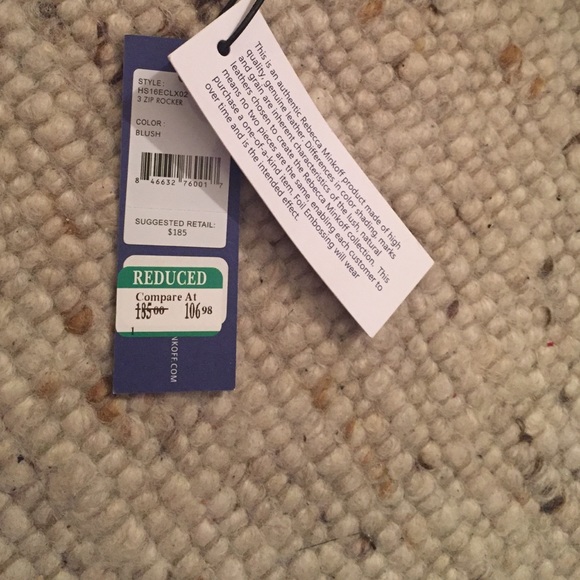 STYLE :
HS16ECLX02
3 ZIP ROCKER
COLOR :
BLUSH
8 46632 76001 7
SUGGESTED RETAIL:
$185
REDUCED
Compare At
185 00 106 98
1
NKOFF.COM
This is an authentic Rebecca Minkoff product made of high
quality, genuine leather. Differences in color shading, marks
and grain are inherent characteristics of the lush, natural
leathers chosen to create the Rebecca Minkoff collection. This
means no two pieces are the same, enabling each customer to
purchase a one-of-a-kind item. Foil Embossing will wear
over time and is the intended effect.